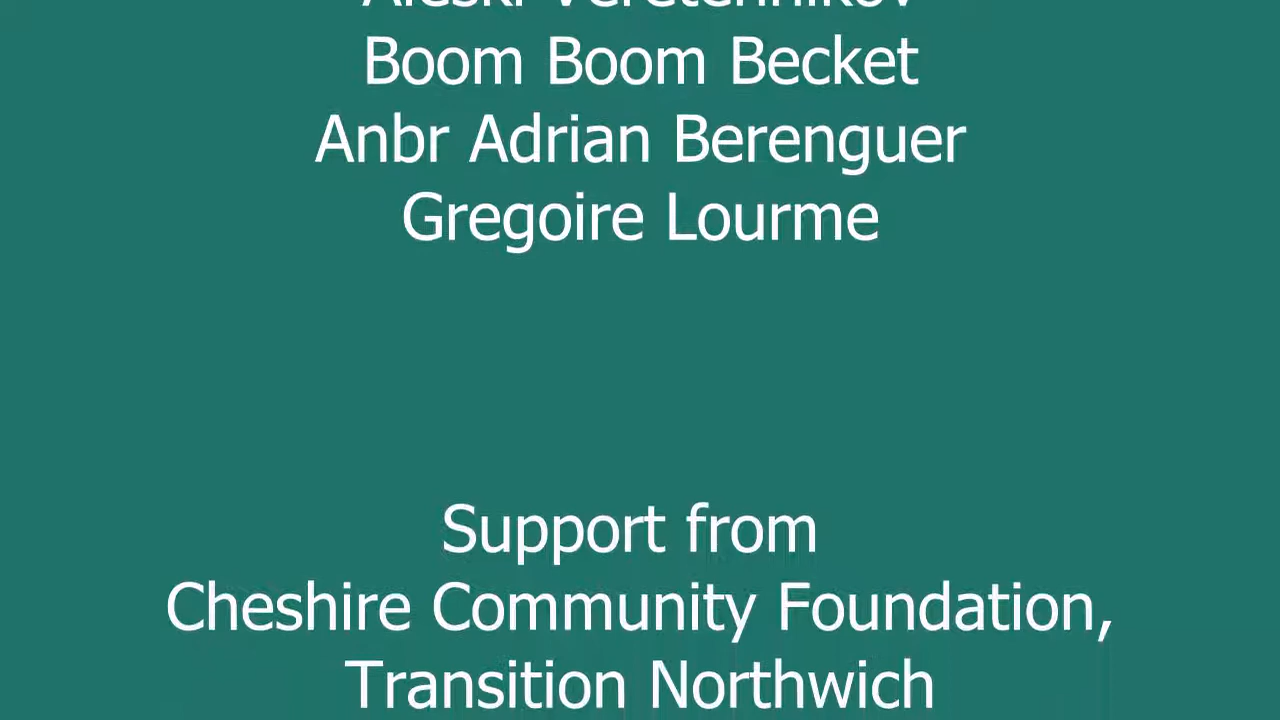 Boom Boom Becket
Anbr Adrian Berenguer
Gregoire Lourme
Support from
Cheshire Community Foundation,
Transition Northwich